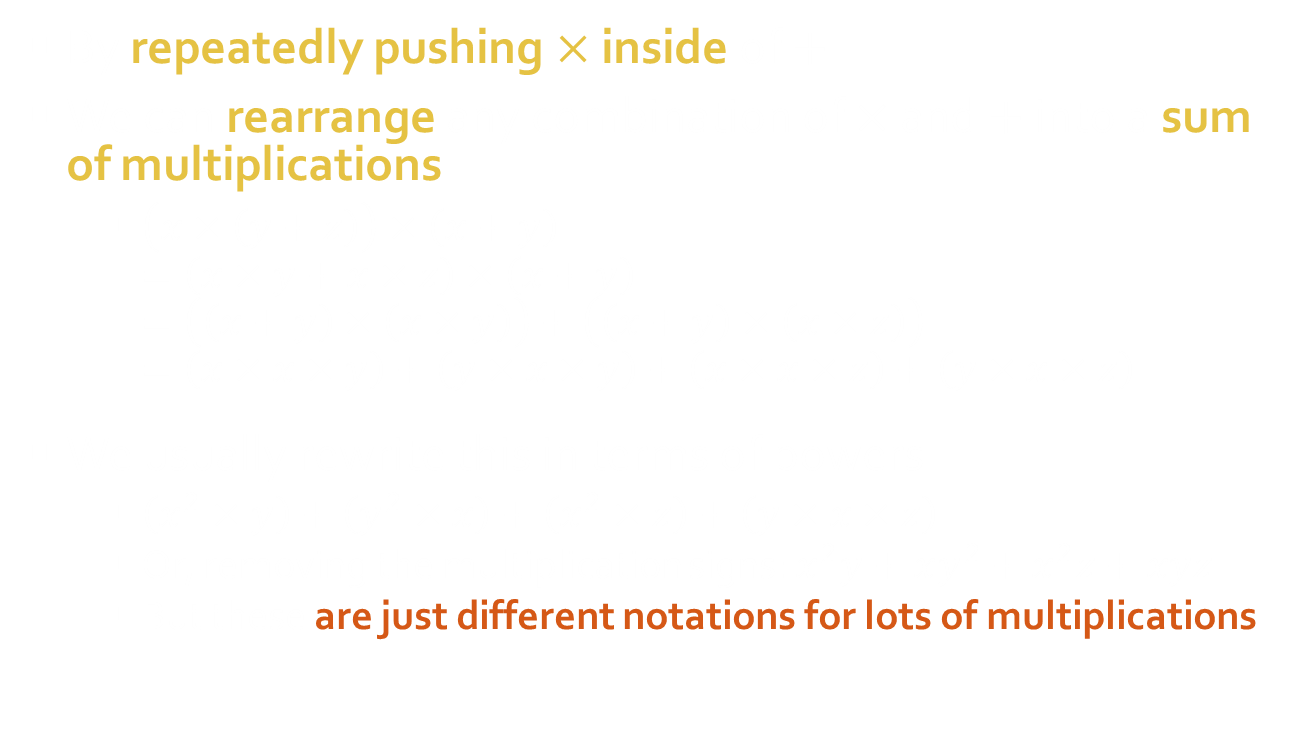 repeatedly pushing × inside
rearrange sum
of multiplications
are just different notations for lots of multiplications